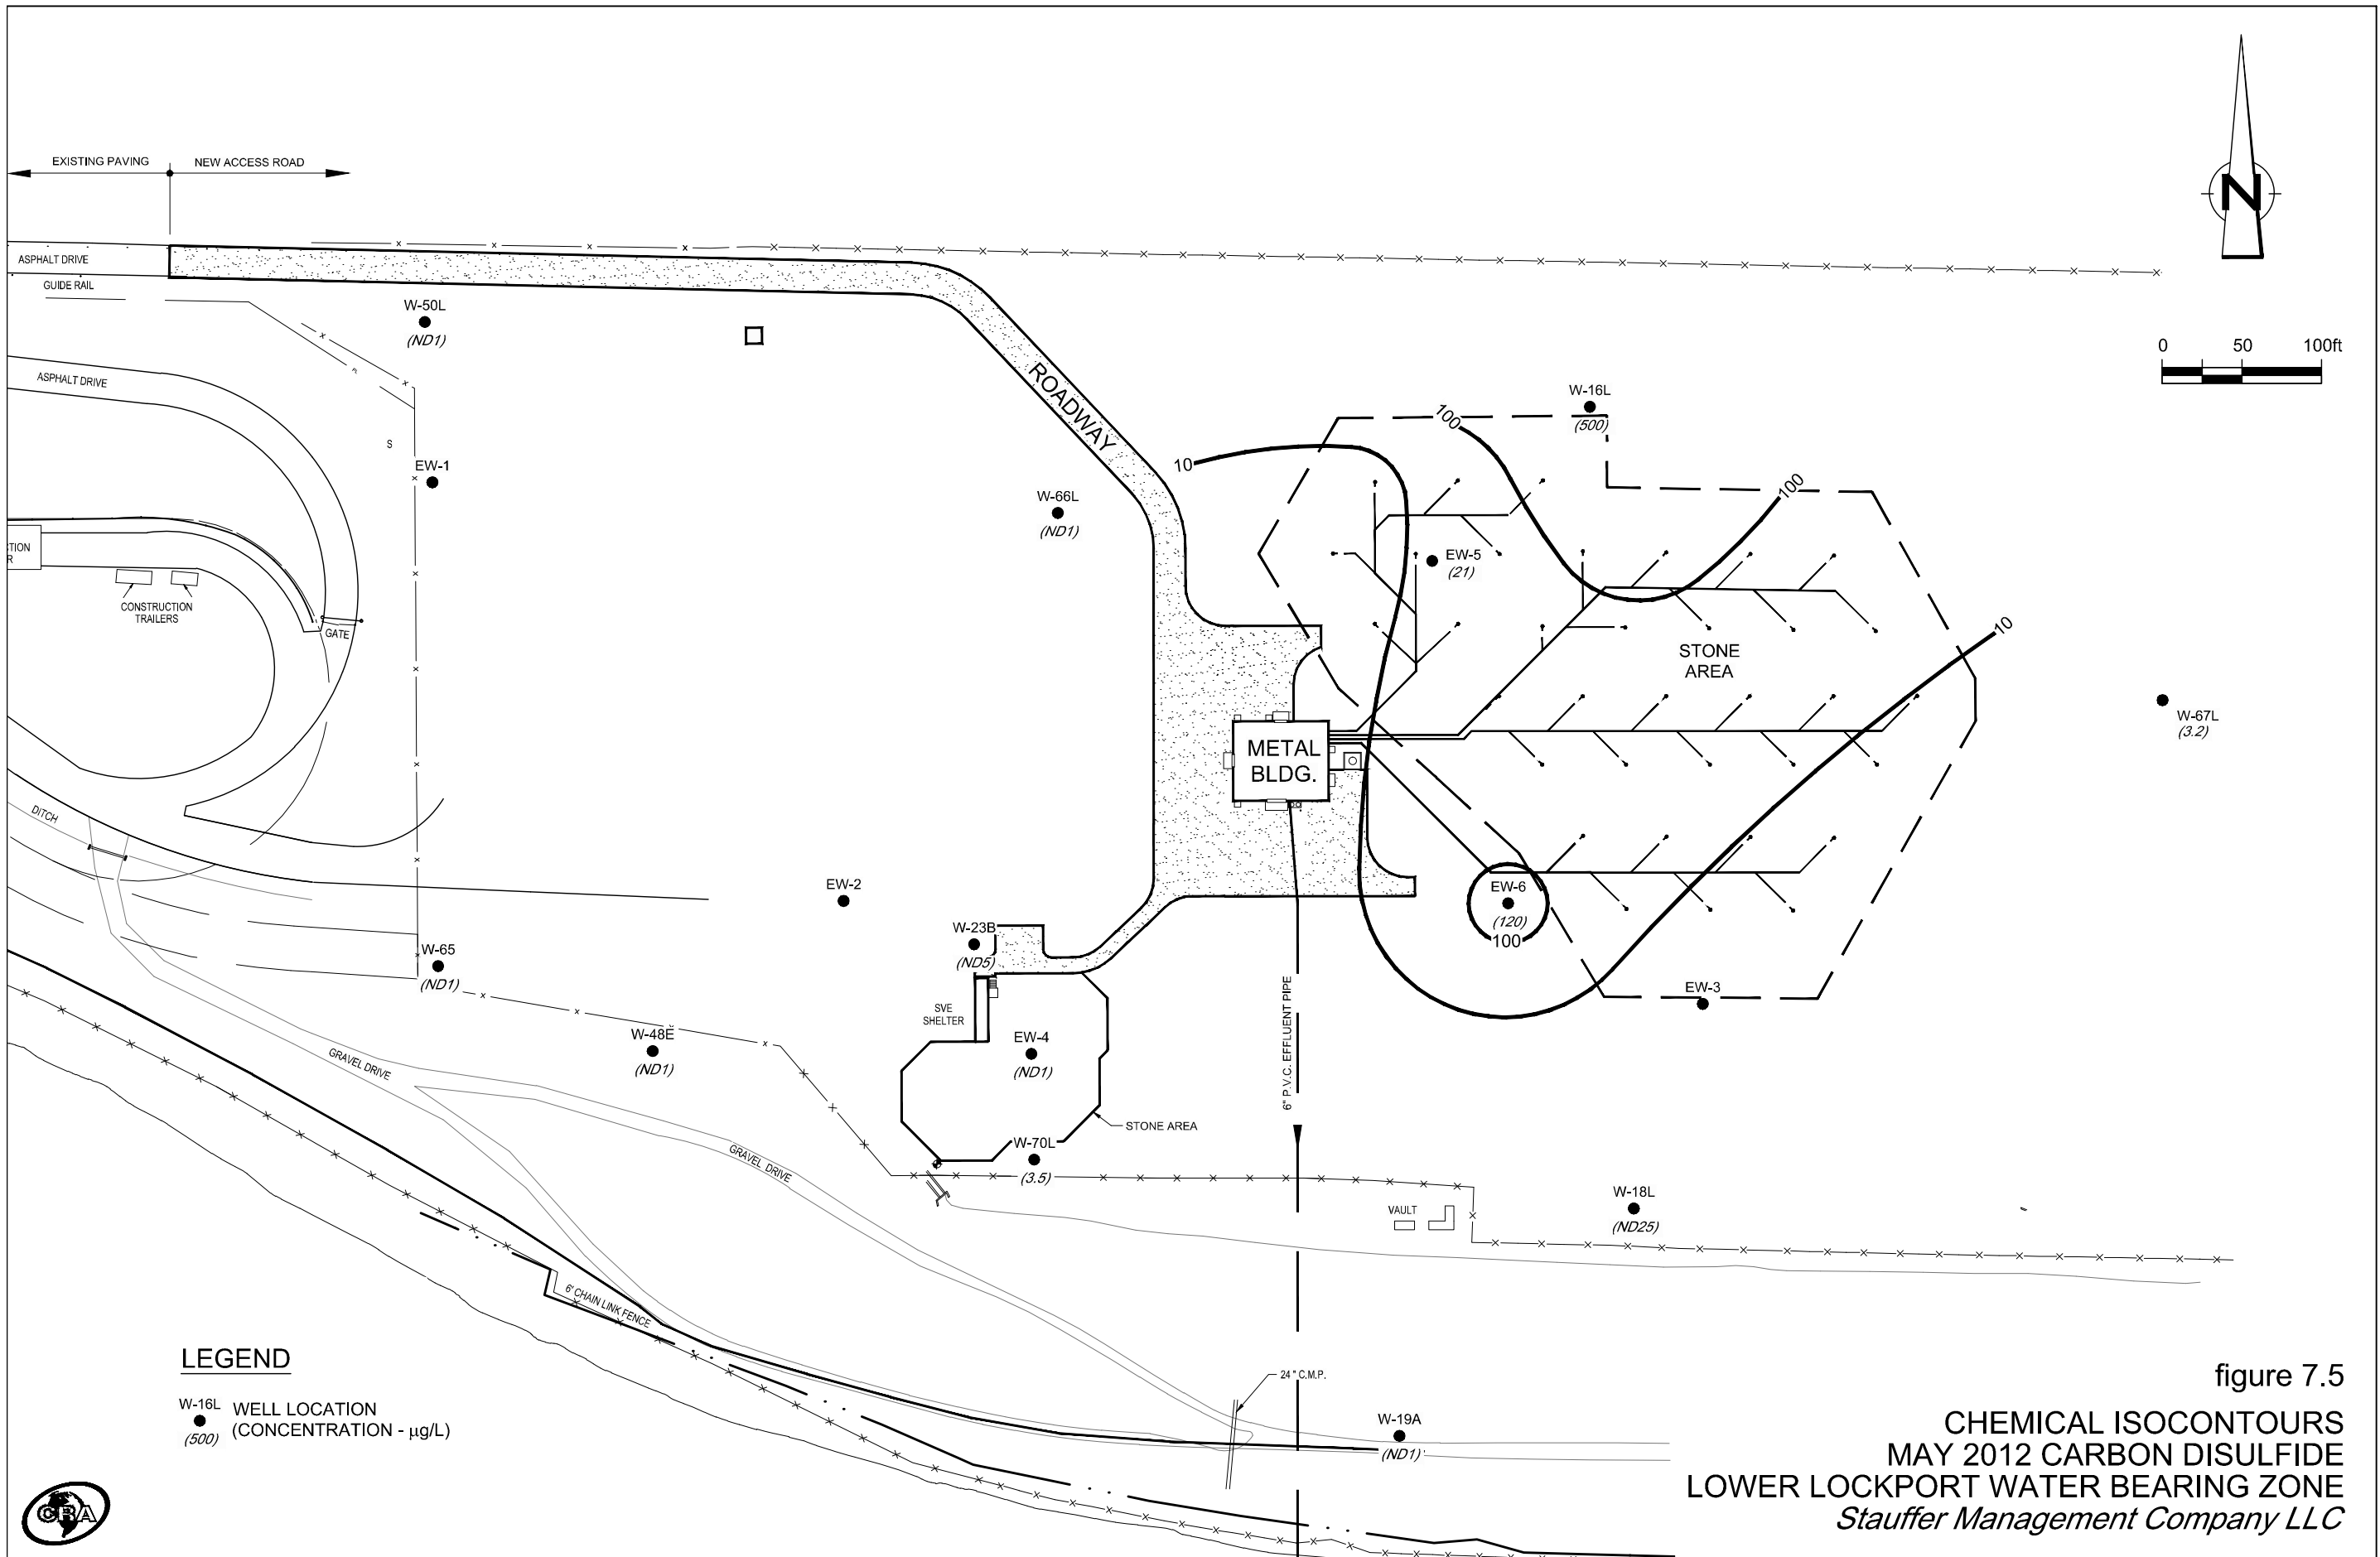 EXISTING PAVING
NEW ACCESS ROAD
N
ASPHALT DRIVE
GUIDE RAIL
W-50L
(ND1)
0 50 100ft
ASPHALT DRIVE
PL
ROADWAY
W-16L
(500)
100
S
EW-1
10
W-66L
(ND1)
100
EW-5
(21)
TION
R
CONSTRUCTION
TRAILERS
GATE
10
STONE
AREA
W-67L
(3.2)
METAL
BLDG.
DITCH
EW-2
EW-6
(120)
100
W-23B
(ND5)
W-65
(ND1)
SVE
SHELTER
EW-3
6" P.V.C. EFFLUENT PIPE
W-48E
(ND1)
EW-4
(ND1)
GRAVEL DRIVE
STONE AREA
W-70L
(3.5)
GRAVEL DRIVE
VAULT
W-18L
(ND25)
6' CHAIN LINK FENCE
24" C.M.P.
W-19A
(ND1)
LEGEND
W-16L
(500)
WELL LOCATION
(CONCENTRATION - µg/L)
CRA
figure 7.5
CHEMICAL ISOCONTOURS
MAY 2012 CARBON DISULFIDE
LOWER LOCKPORT WATER BEARING ZONE
Stauffer Management Company LLC